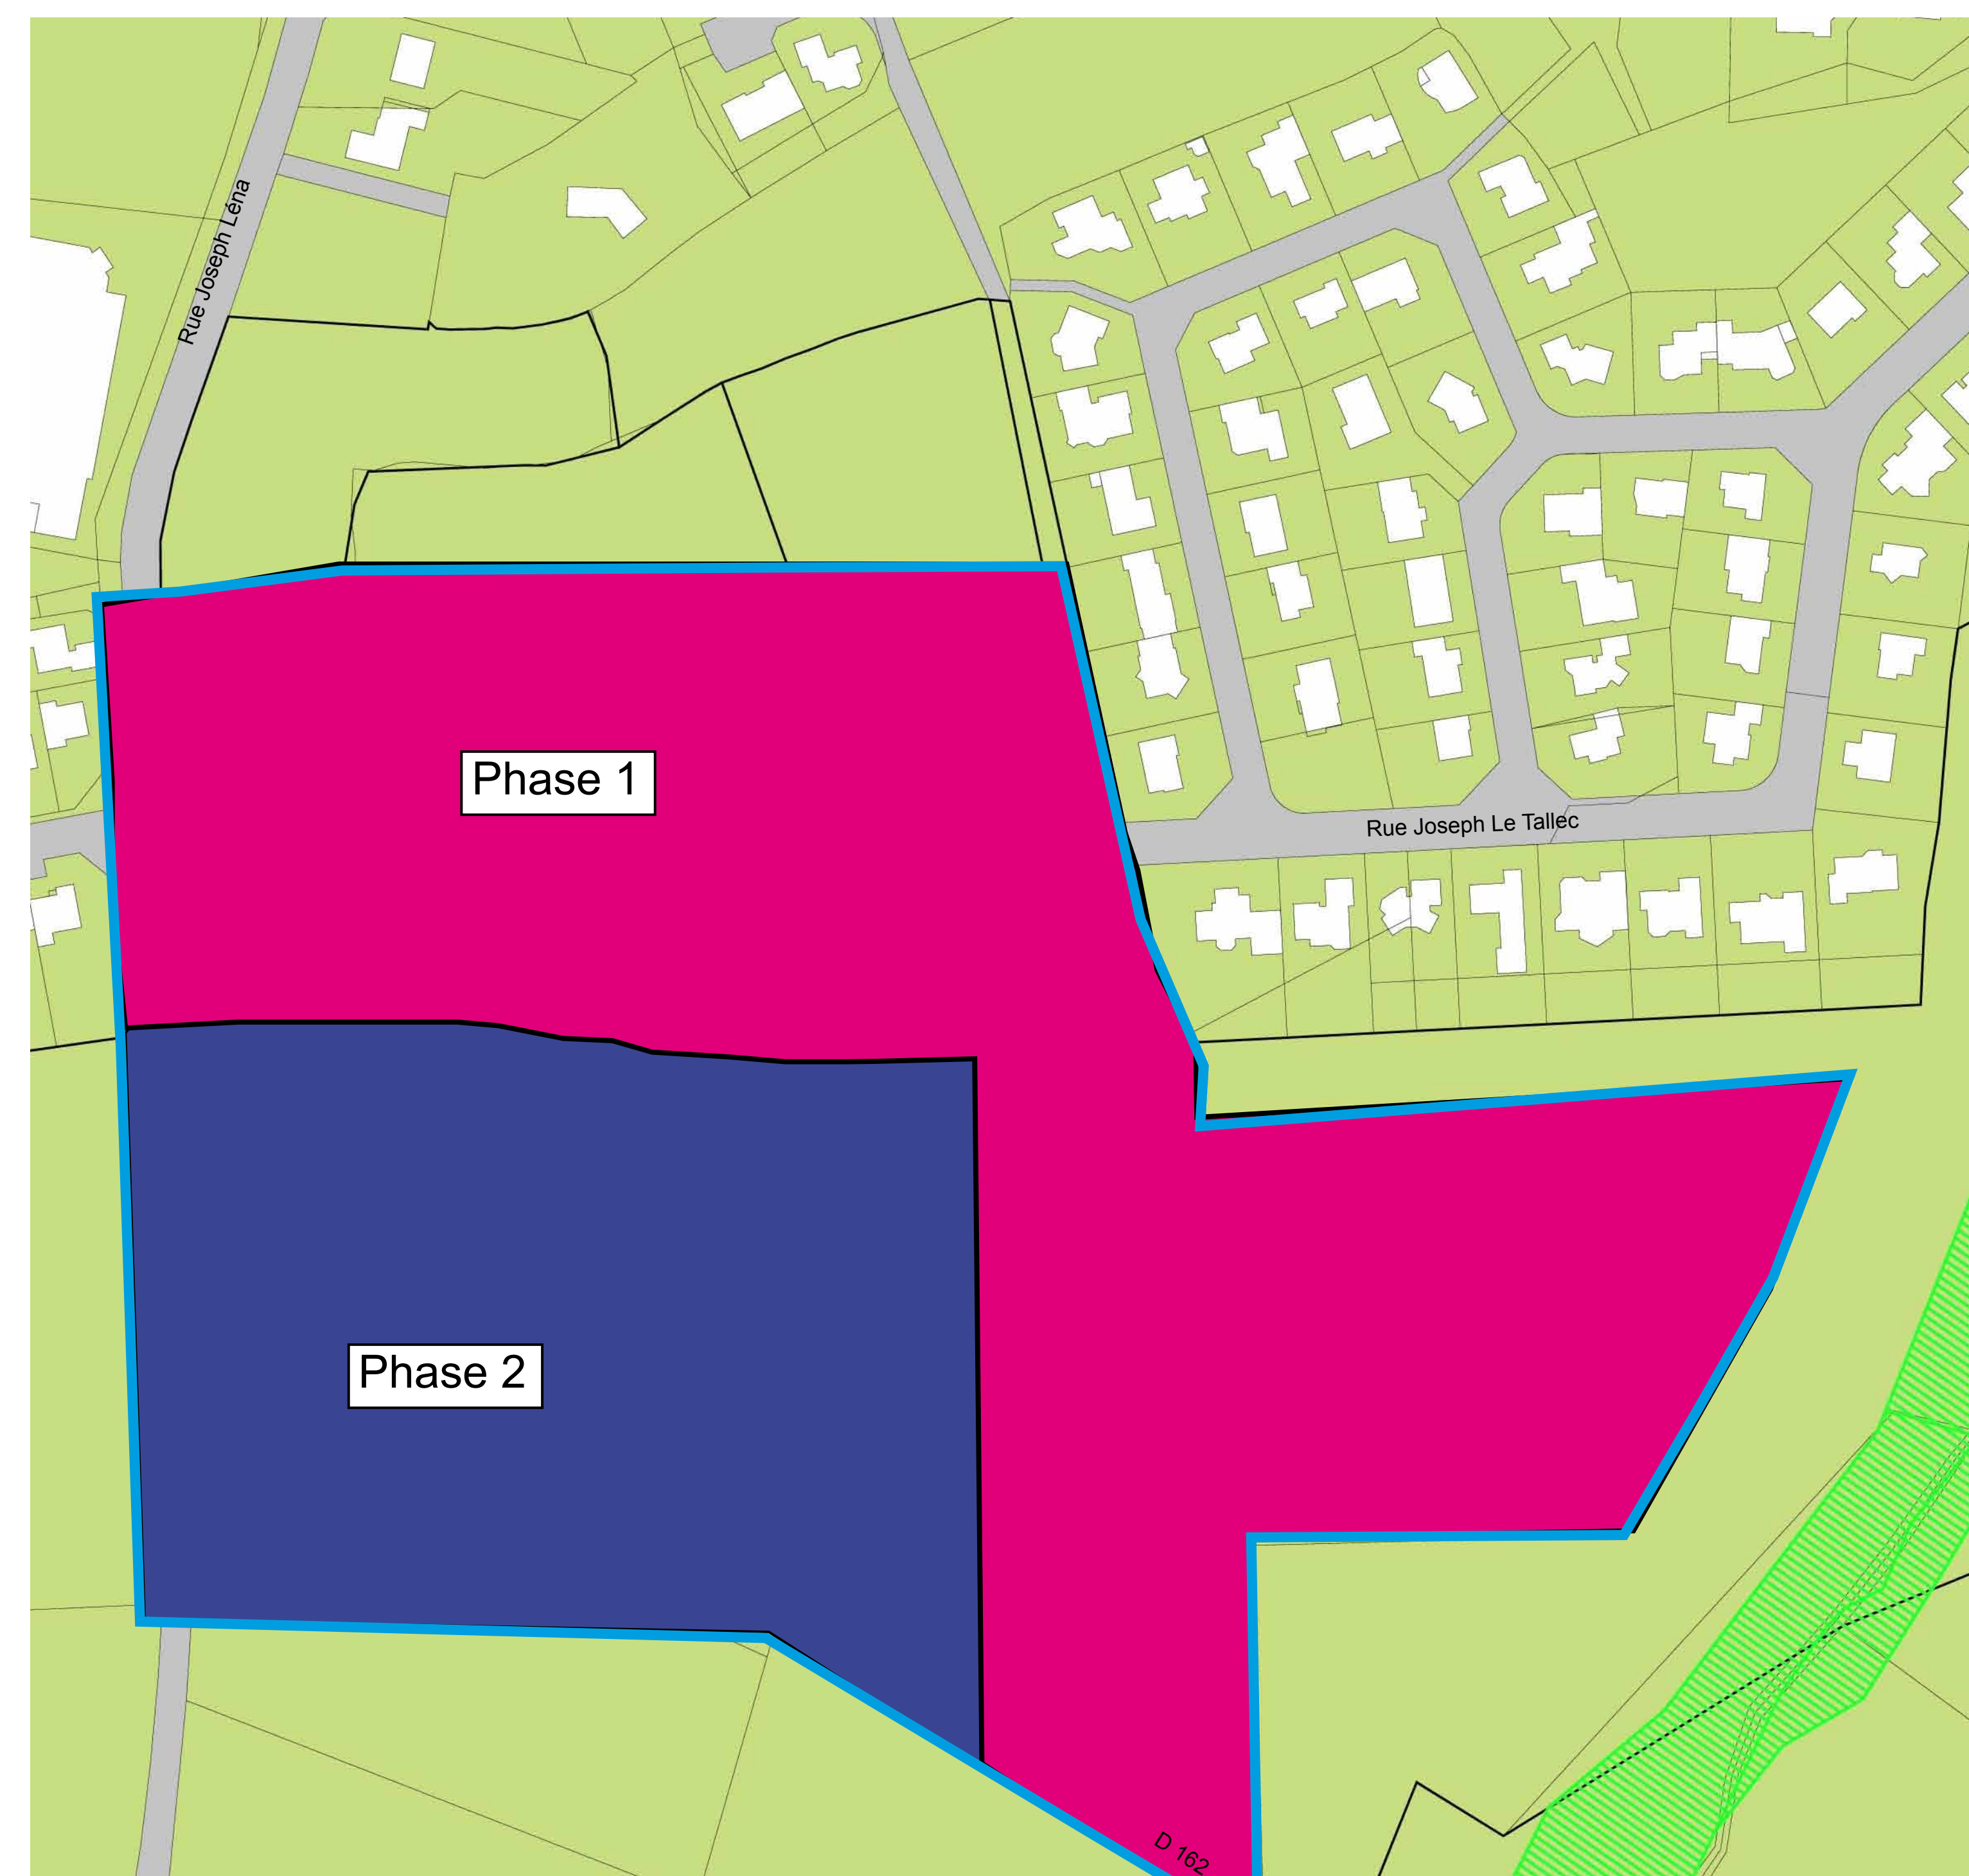 Rue Joseph Léna
Phase 1
Rue Joseph Le Tallec
Phase 2
D 162